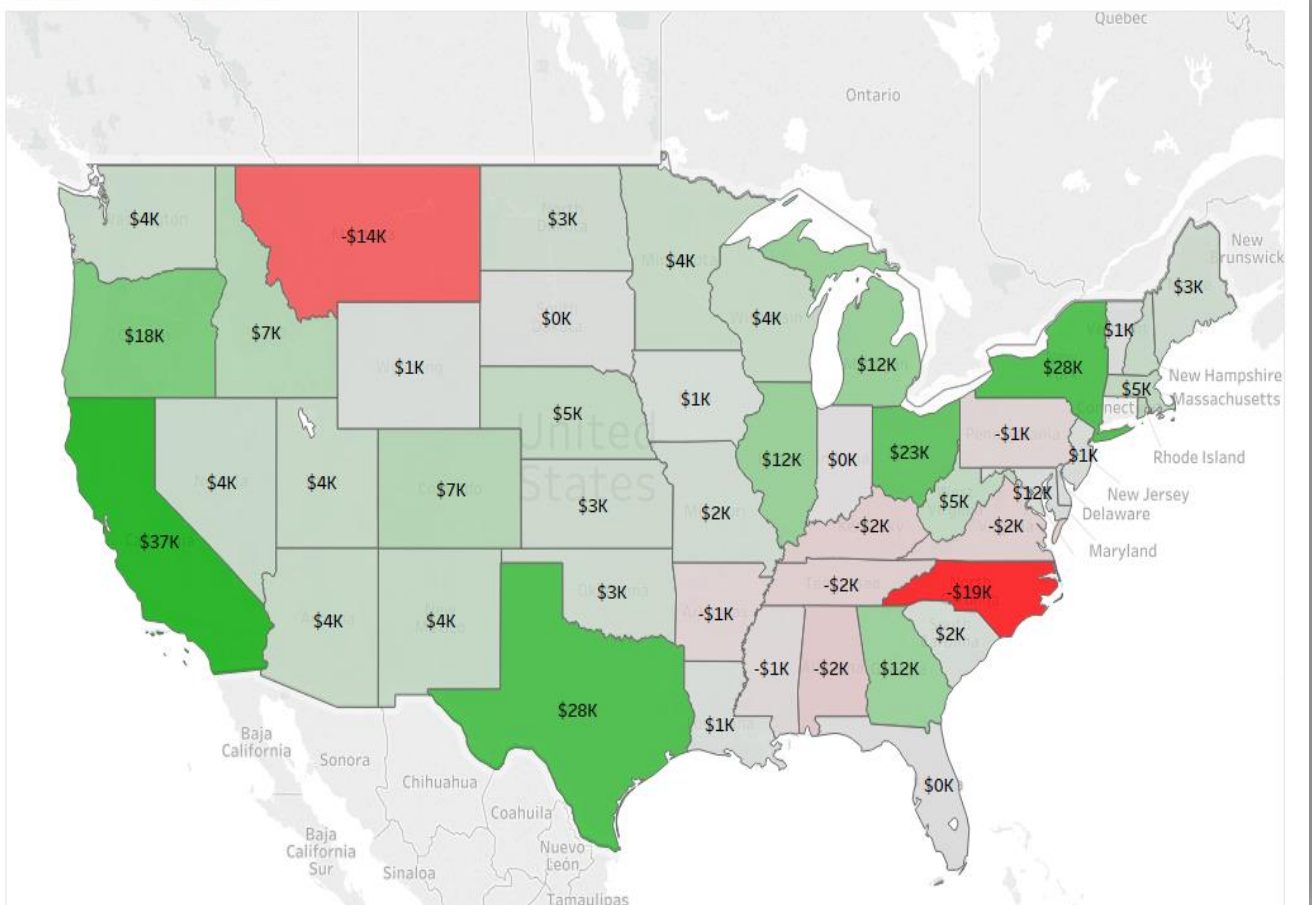 Quebec
Ontario
New
Brunswick
$4K
-$14K
$3K
$4K
$3K
$18K
$7K
$1K
$0K
$4K
$12K
$28K
$1K
New Hampshire
$5K
Massachusetts
Connect
$1K
$5K
United
States
-$1K
$1K
Rhode Island
$37K
$4K
$4K
$7K
$3K
$2K
$12K
$0K
$23K
$5K
$12K
New Jersey
Delaware
-$2K
-$2K
Maryland
$4K
$4K
$3K
-$1K
-$2K
-$19K
$2K
$28K
$1K
-$1K
-$2K
$12K
$0K
Baja
California
Sonora
Chihuahua
Coahuila
Baja
California
Sur
Sinaloa
Nuevo
León
Tamaulipas